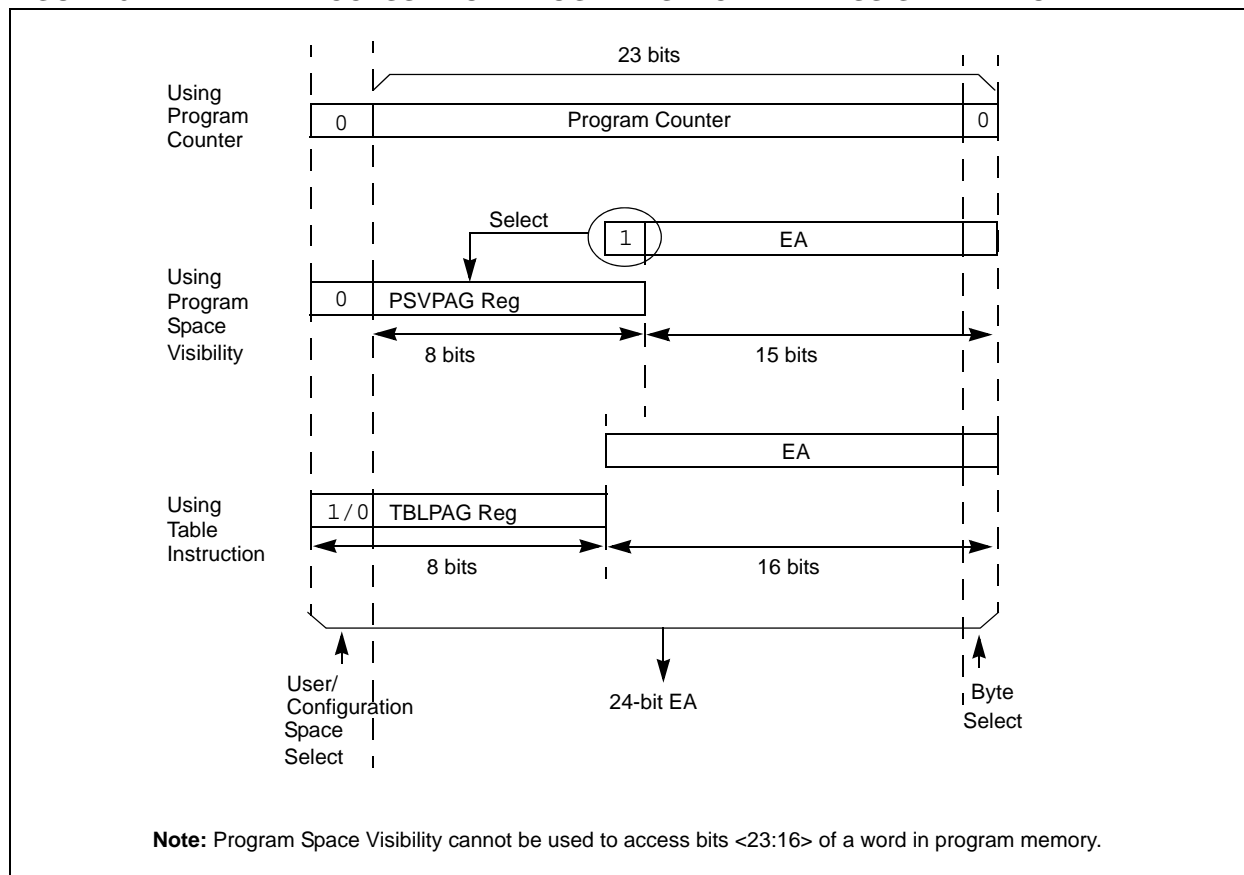 23 bits
Using
Program
Counter
0
Program Counter
0
Select
1
EA
Using
Program
Space
Visibility
0
PSVPAG Reg
8 bits
15 bits
EA
Using
Table
Instruction
1/0
TBLPAG Reg
8 bits
16 bits
User/
Configuration
Space
Select
24-bit EA
Byte
Select
Note: Program Space Visibility cannot be used to access bits <23:16> of a word in program memory.